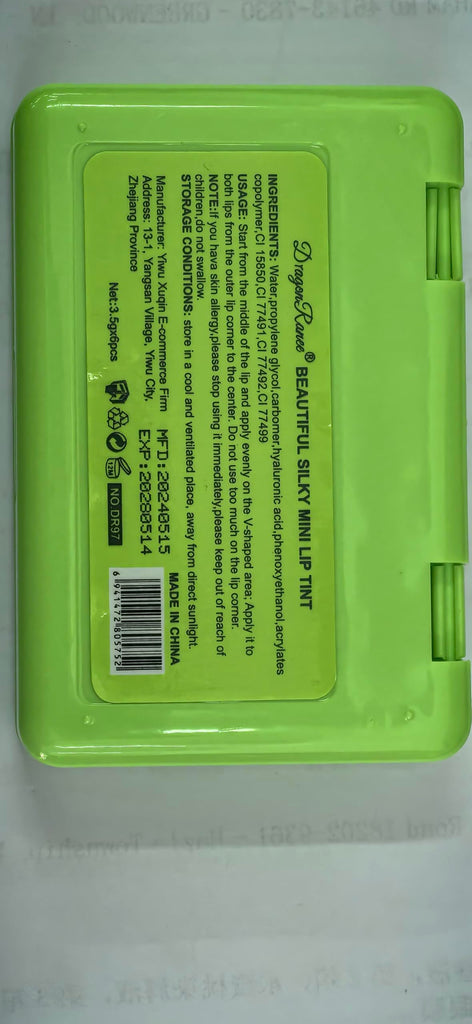 DragonRanee® BEAUTIFUL SILKY MINI LIP TINT
INGREDIENTS: Water,propylene glycol,carbomer,hyaluronic acid,phenoxyethanol,acrylates
copolymer,CI 15850,CI 77491,CI 77492,CI 77499
USAGE: Start from the middle of the lip and apply evenly on the V-shaped area; Apply it to
both lips from the outer lip corner to the center. Do not use too much on the lip corner.
NOTE:If you hava skin allergy,please stop using it immediately,please keep out of reach of
children,do not swallow.
STORAGE CONDITIONS: store in a cool and ventilated place, away from direct sunlight.
Manufacturer: Yiwu Xuqin E-commerce Firm
Address: 13-1, Yangsan Village, Yiwu City,
Zhejiang Province
MFD:20240515
EXP:20280514
MADE IN CHINA
Net:3.5gx6pcs
12M
NO.DR97
6 941472 805752